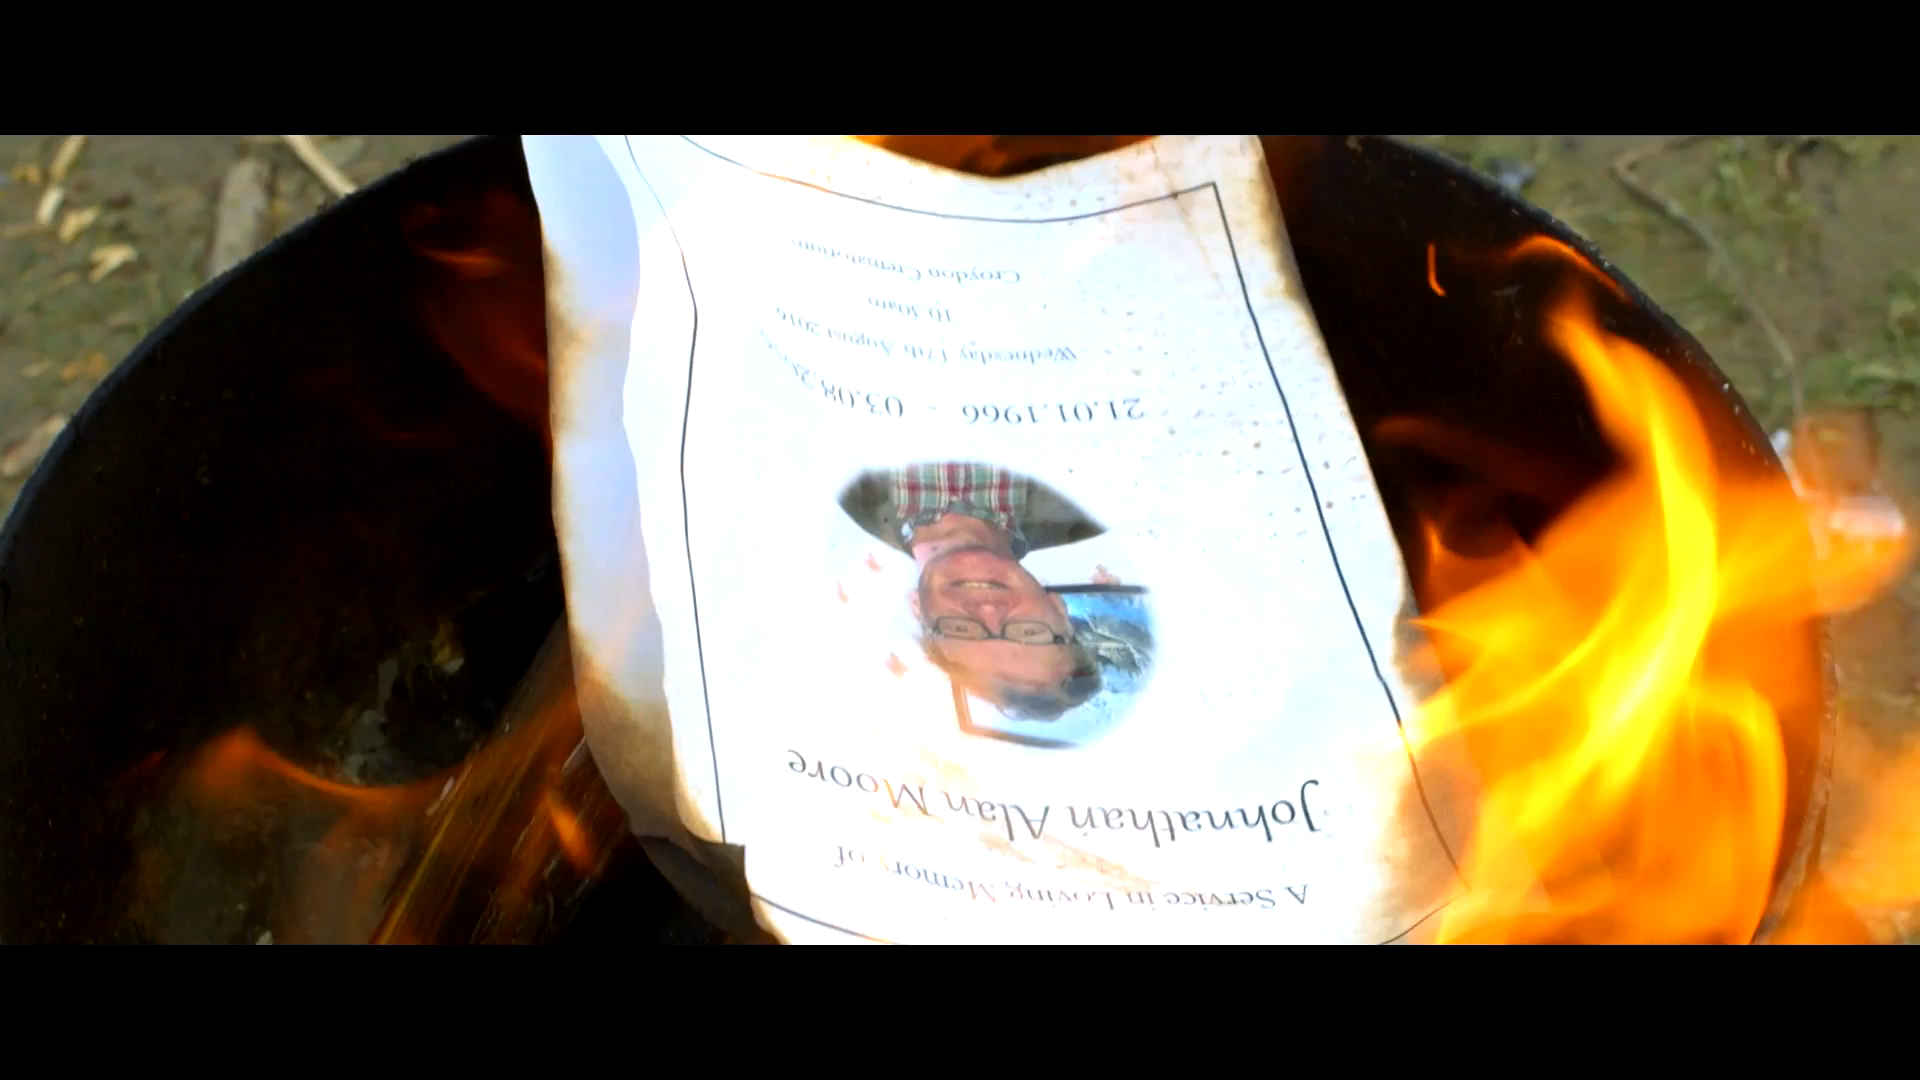 A Service in Loving Memory of
Johnathan Alan Moore
21.01.1966 - 03.08.20
Wednesday 17th August 2016
10:30am
Croydon Crematorium